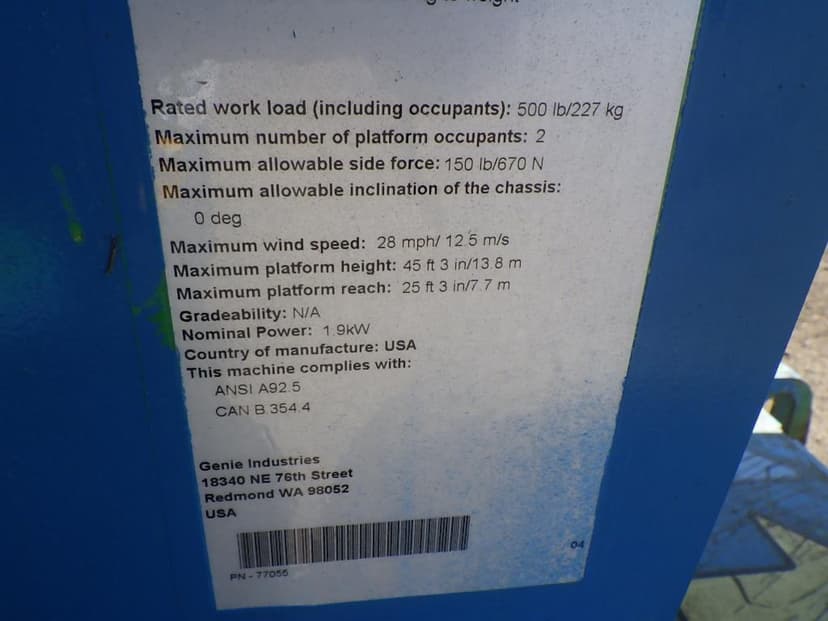 Rated work load (including occupants): 500 lb/227 kg
Maximum number of platform occupants: 2
Maximum allowable side force: 150 lb/670 N
Maximum allowable inclination of the chassis:
0 deg
Maximum wind speed: 28 mph/ 12.5 m/s
Maximum platform height: 45 ft 3 in/13.8 m
Maximum platform reach: 25 ft 3 in/7.7 m
Gradeability: N/A
Nominal Power: 1.9kW
Country of manufacture: USA
This machine complies with:
ANSI A92.5
CAN B.354.4
Genie Industries
18340 NE 76th Street
Redmond WA 98052
USA
04
PN - 77055